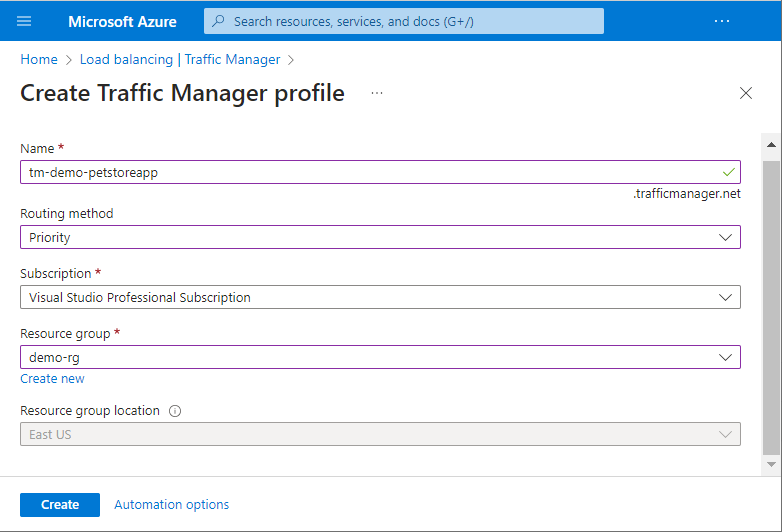 Microsoft Azure
Search resources, services, and docs (G+/)
...
Home > Load balancing | Traffic Manager >
Create Traffic Manager profile ...
Name *
tm-demo-petstoreapp
.trafficmanager.net
Routing method
Priority
Subscription *
Visual Studio Professional Subscription
Resource group *
demo-rg
Create new
Resource group location
East US
Create
Automation options